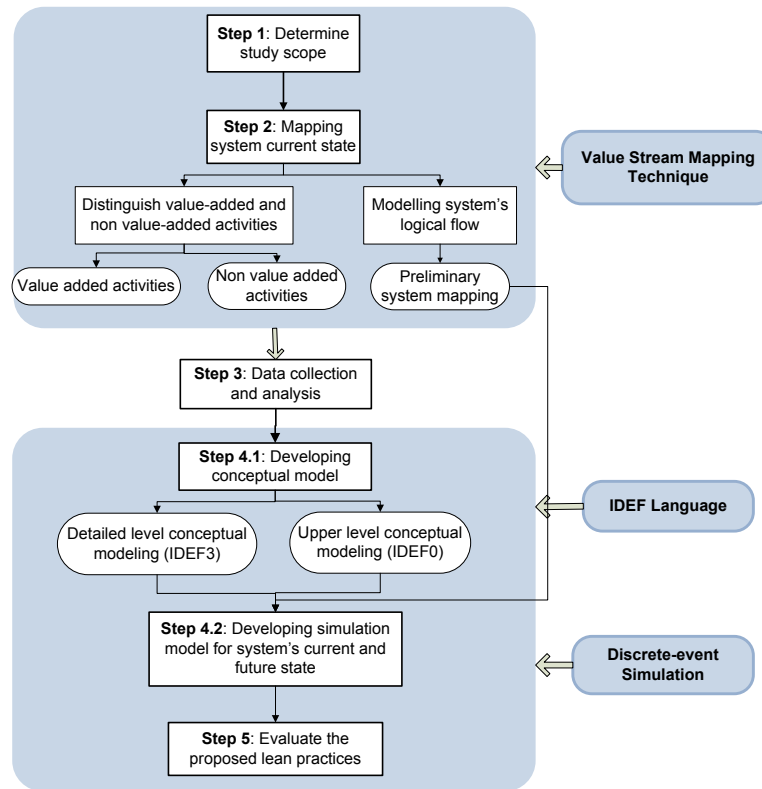 Step 1: Determine
study scope
Step 2: Mapping
system current state
Value Stream Mapping
Technique
Distinguish value-added and
non value-added activities
Modelling system's
logical flow
Value added activities
Non value added
activities
Preliminary
system mapping
Step 3: Data collection
and analysis
Step 4.1: Developing
conceptual model
IDEF Language
Detailed level conceptual
modeling (IDEF3)
Upper level conceptual
modeling (IDEF0)
Step 4.2: Developing simulation
model for system's current and
future state
Discrete-event
Simulation
Step 5: Evaluate the
proposed lean practices